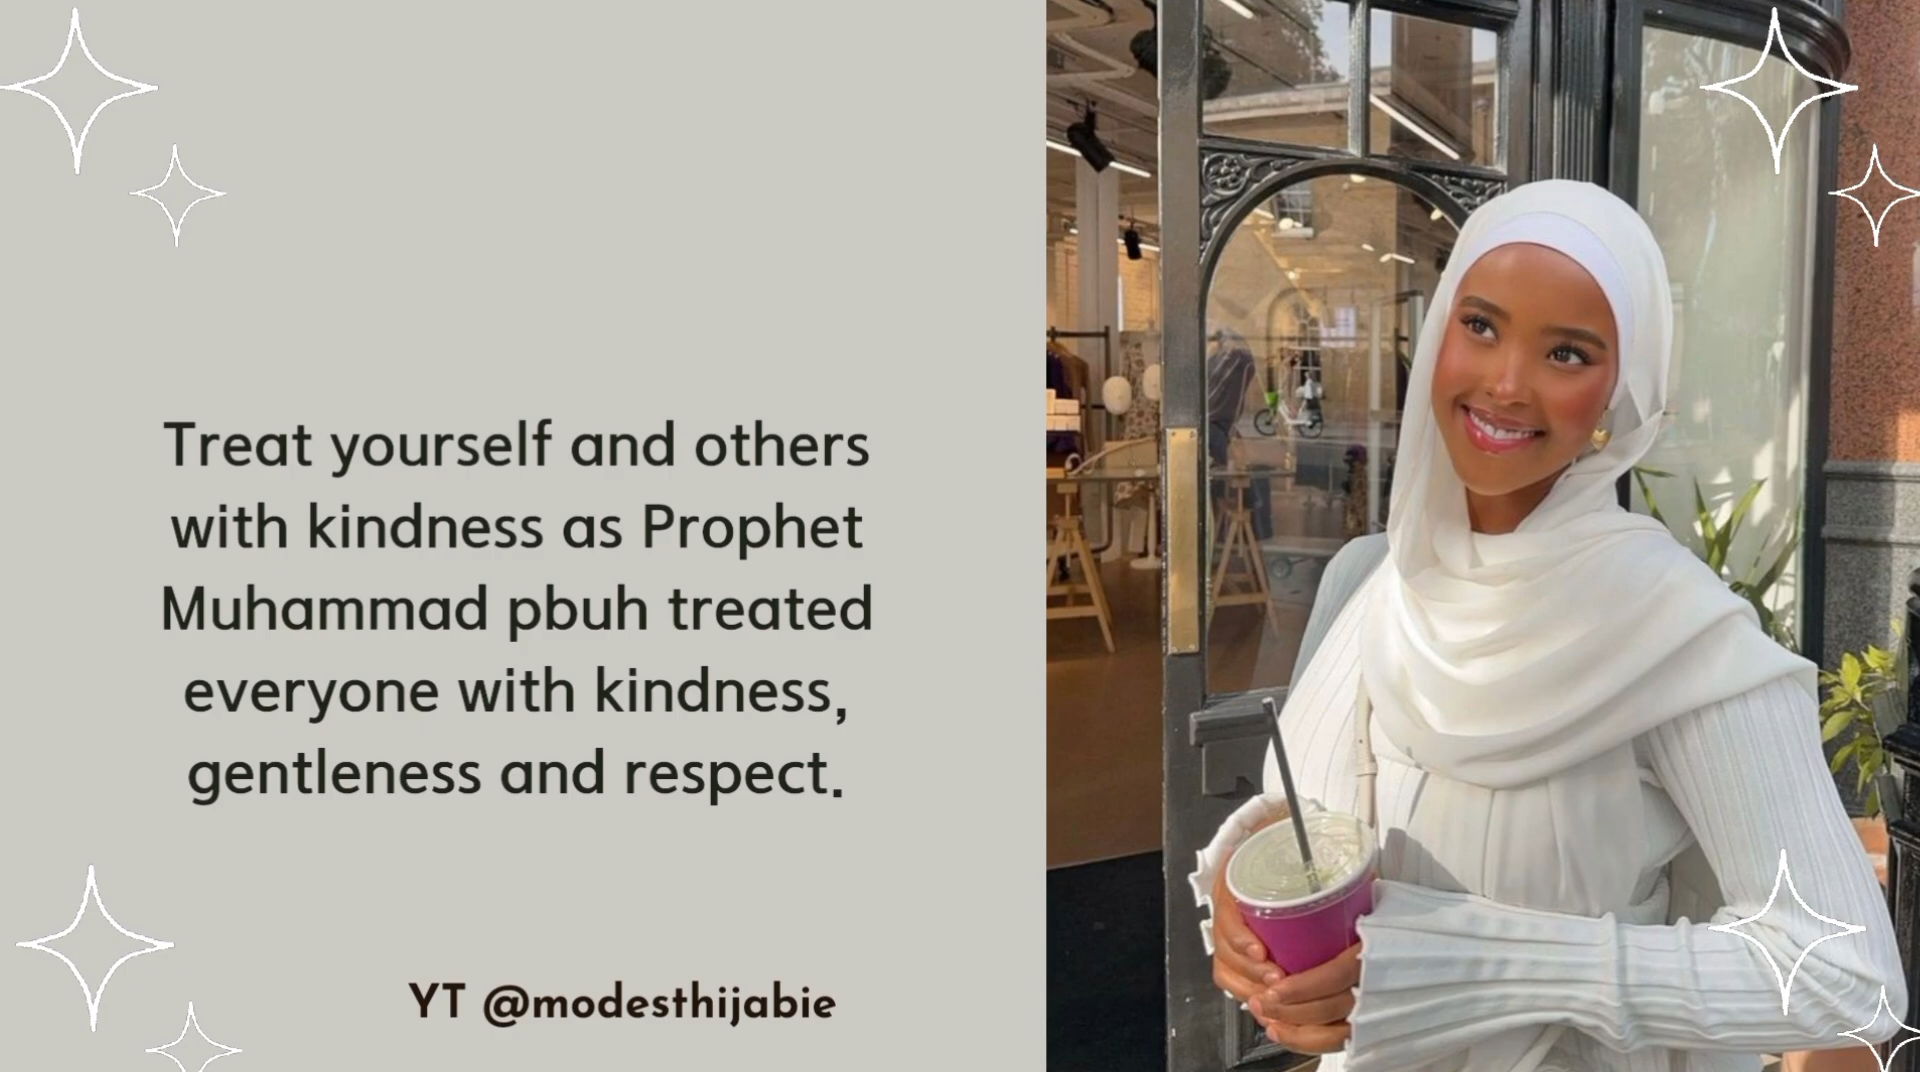 Treat yourself and others
with kindness as Prophet
Muhammad pbuh treated
everyone with kindness,
gentleness and respect.
YT @modesthijabie